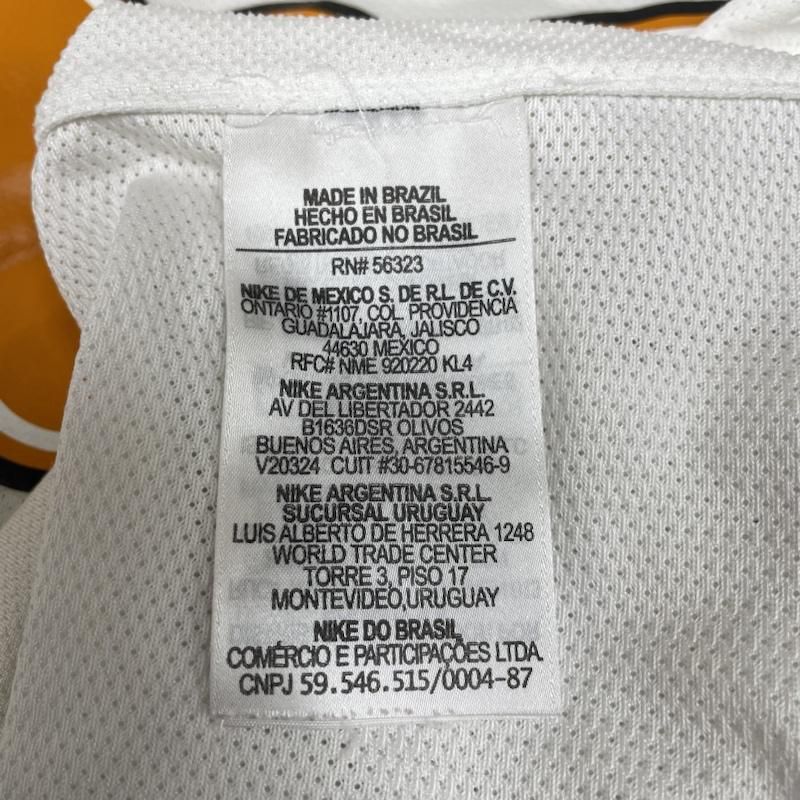 MADE IN BRAZIL
HECHO EN BRASIL
FABRICADO NO BRASIL
RN# 56323
NIKE DE MEXICO S. DE R.L. DE C.V.
ONTARIO #1107, COL. PROVIDENCIA
GUADALAJARA, JALISCO
44630 MEXICO
RFC# NME 920220 KL4
NIKE ARGENTINA S.R.L.
AV DEL LIBERTADOR 2442
B1636DSR OLIVOS
BUENOS AIRES, ARGENTINA
V20324 CUIT #30-67815546-9
NIKE ARGENTINA S.R.L.
SUCURSAL URUGUAY
LUIS ALBERTO DE HERRERA 1248
WORLD TRADE CENTER
TORRE 3, PISO 17
MONTEVIDEO,URUGUAY
NIKE DO BRASIL
COMÉRCIO E PARTICIPAÇÕES LTDA.
CNPJ 59.546.515/0004-87